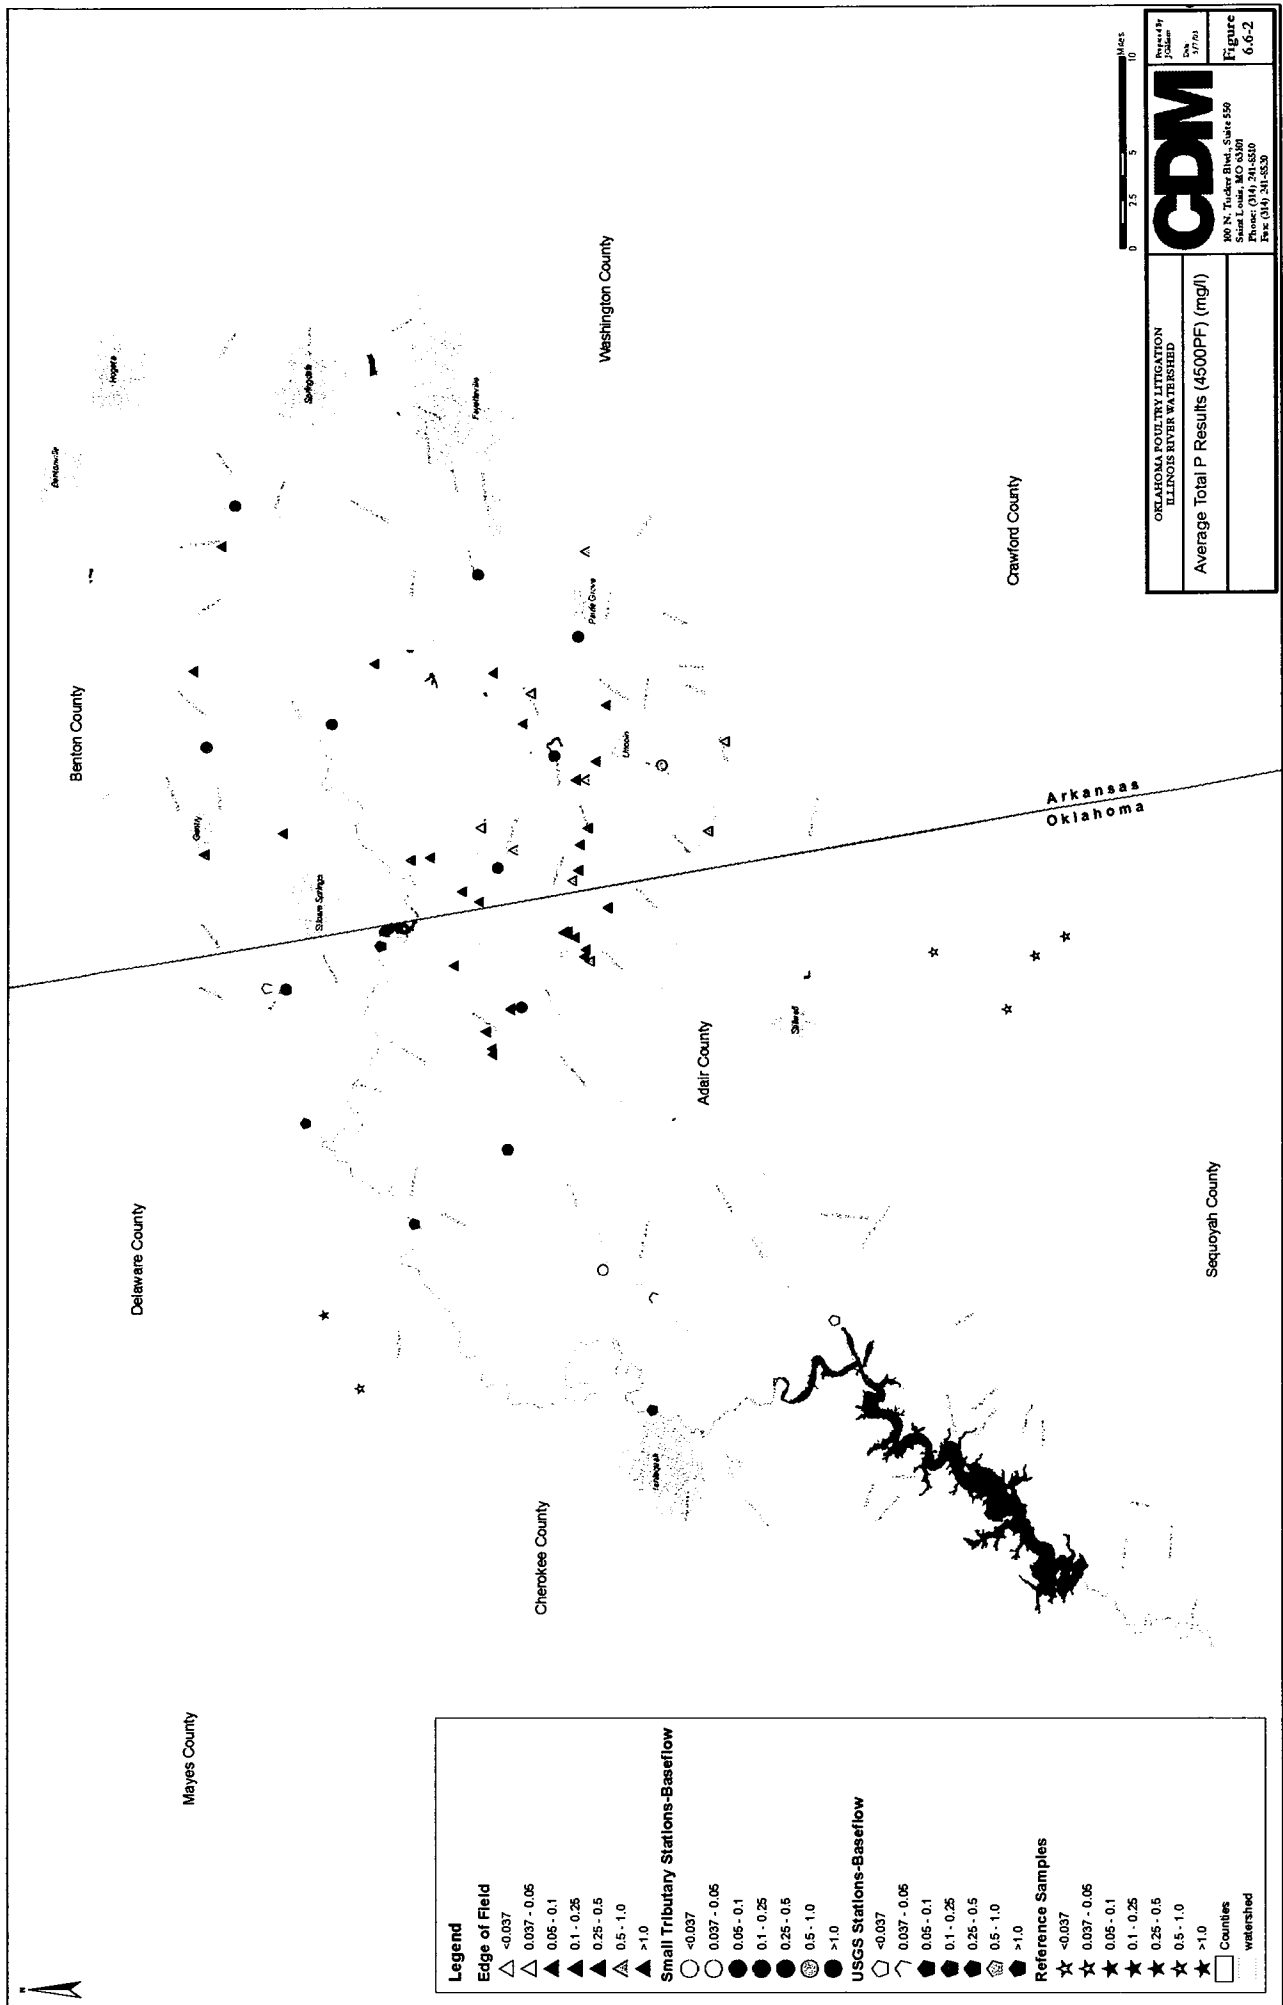 N
Mayes County
Delaware County
Benton County
Cherokee County
Adair County
Washington County
Crawford County
Sequoyah County
Bentonville
Rogers
Springdale
Fayetteville
Gentry
Siloam Springs
Prairie Grove
Lincoln
Stilwell
Tahlequah
Arkansas
Oklahoma
Legend
Edge of Field
<0.037
0.037 - 0.05
0.05 - 0.1
0.1 - 0.25
0.25 - 0.5
0.5 - 1.0
>1.0
Small Tributary Stations-Baseflow
<0.037
0.037 - 0.05
0.05 - 0.1
0.1 - 0.25
0.25 - 0.5
0.5 - 1.0
>1.0
USGS Stations-Baseflow
<0.037
0.037 - 0.05
0.05 - 0.1
0.1 - 0.25
0.25 - 0.5
0.5 - 1.0
>1.0
Reference Samples
<0.037
0.037 - 0.05
0.05 - 0.1
0.1 - 0.25
0.25 - 0.5
0.5 - 1.0
>1.0
Counties
watershed
0 2.5 5 10
Miles
OKLAHOMA POULTRY LITIGATION
ILLINOIS RIVER WATERSHED
Average Total P Results (4500PF) (mg/l)
CDM
100 N. Tucker Blvd., Suite 550
Saint Louis, MO 63101
Phone: (314) 241-8510
Fax: (314) 241-8530
Prepared By
Date
Figure
6.6-2